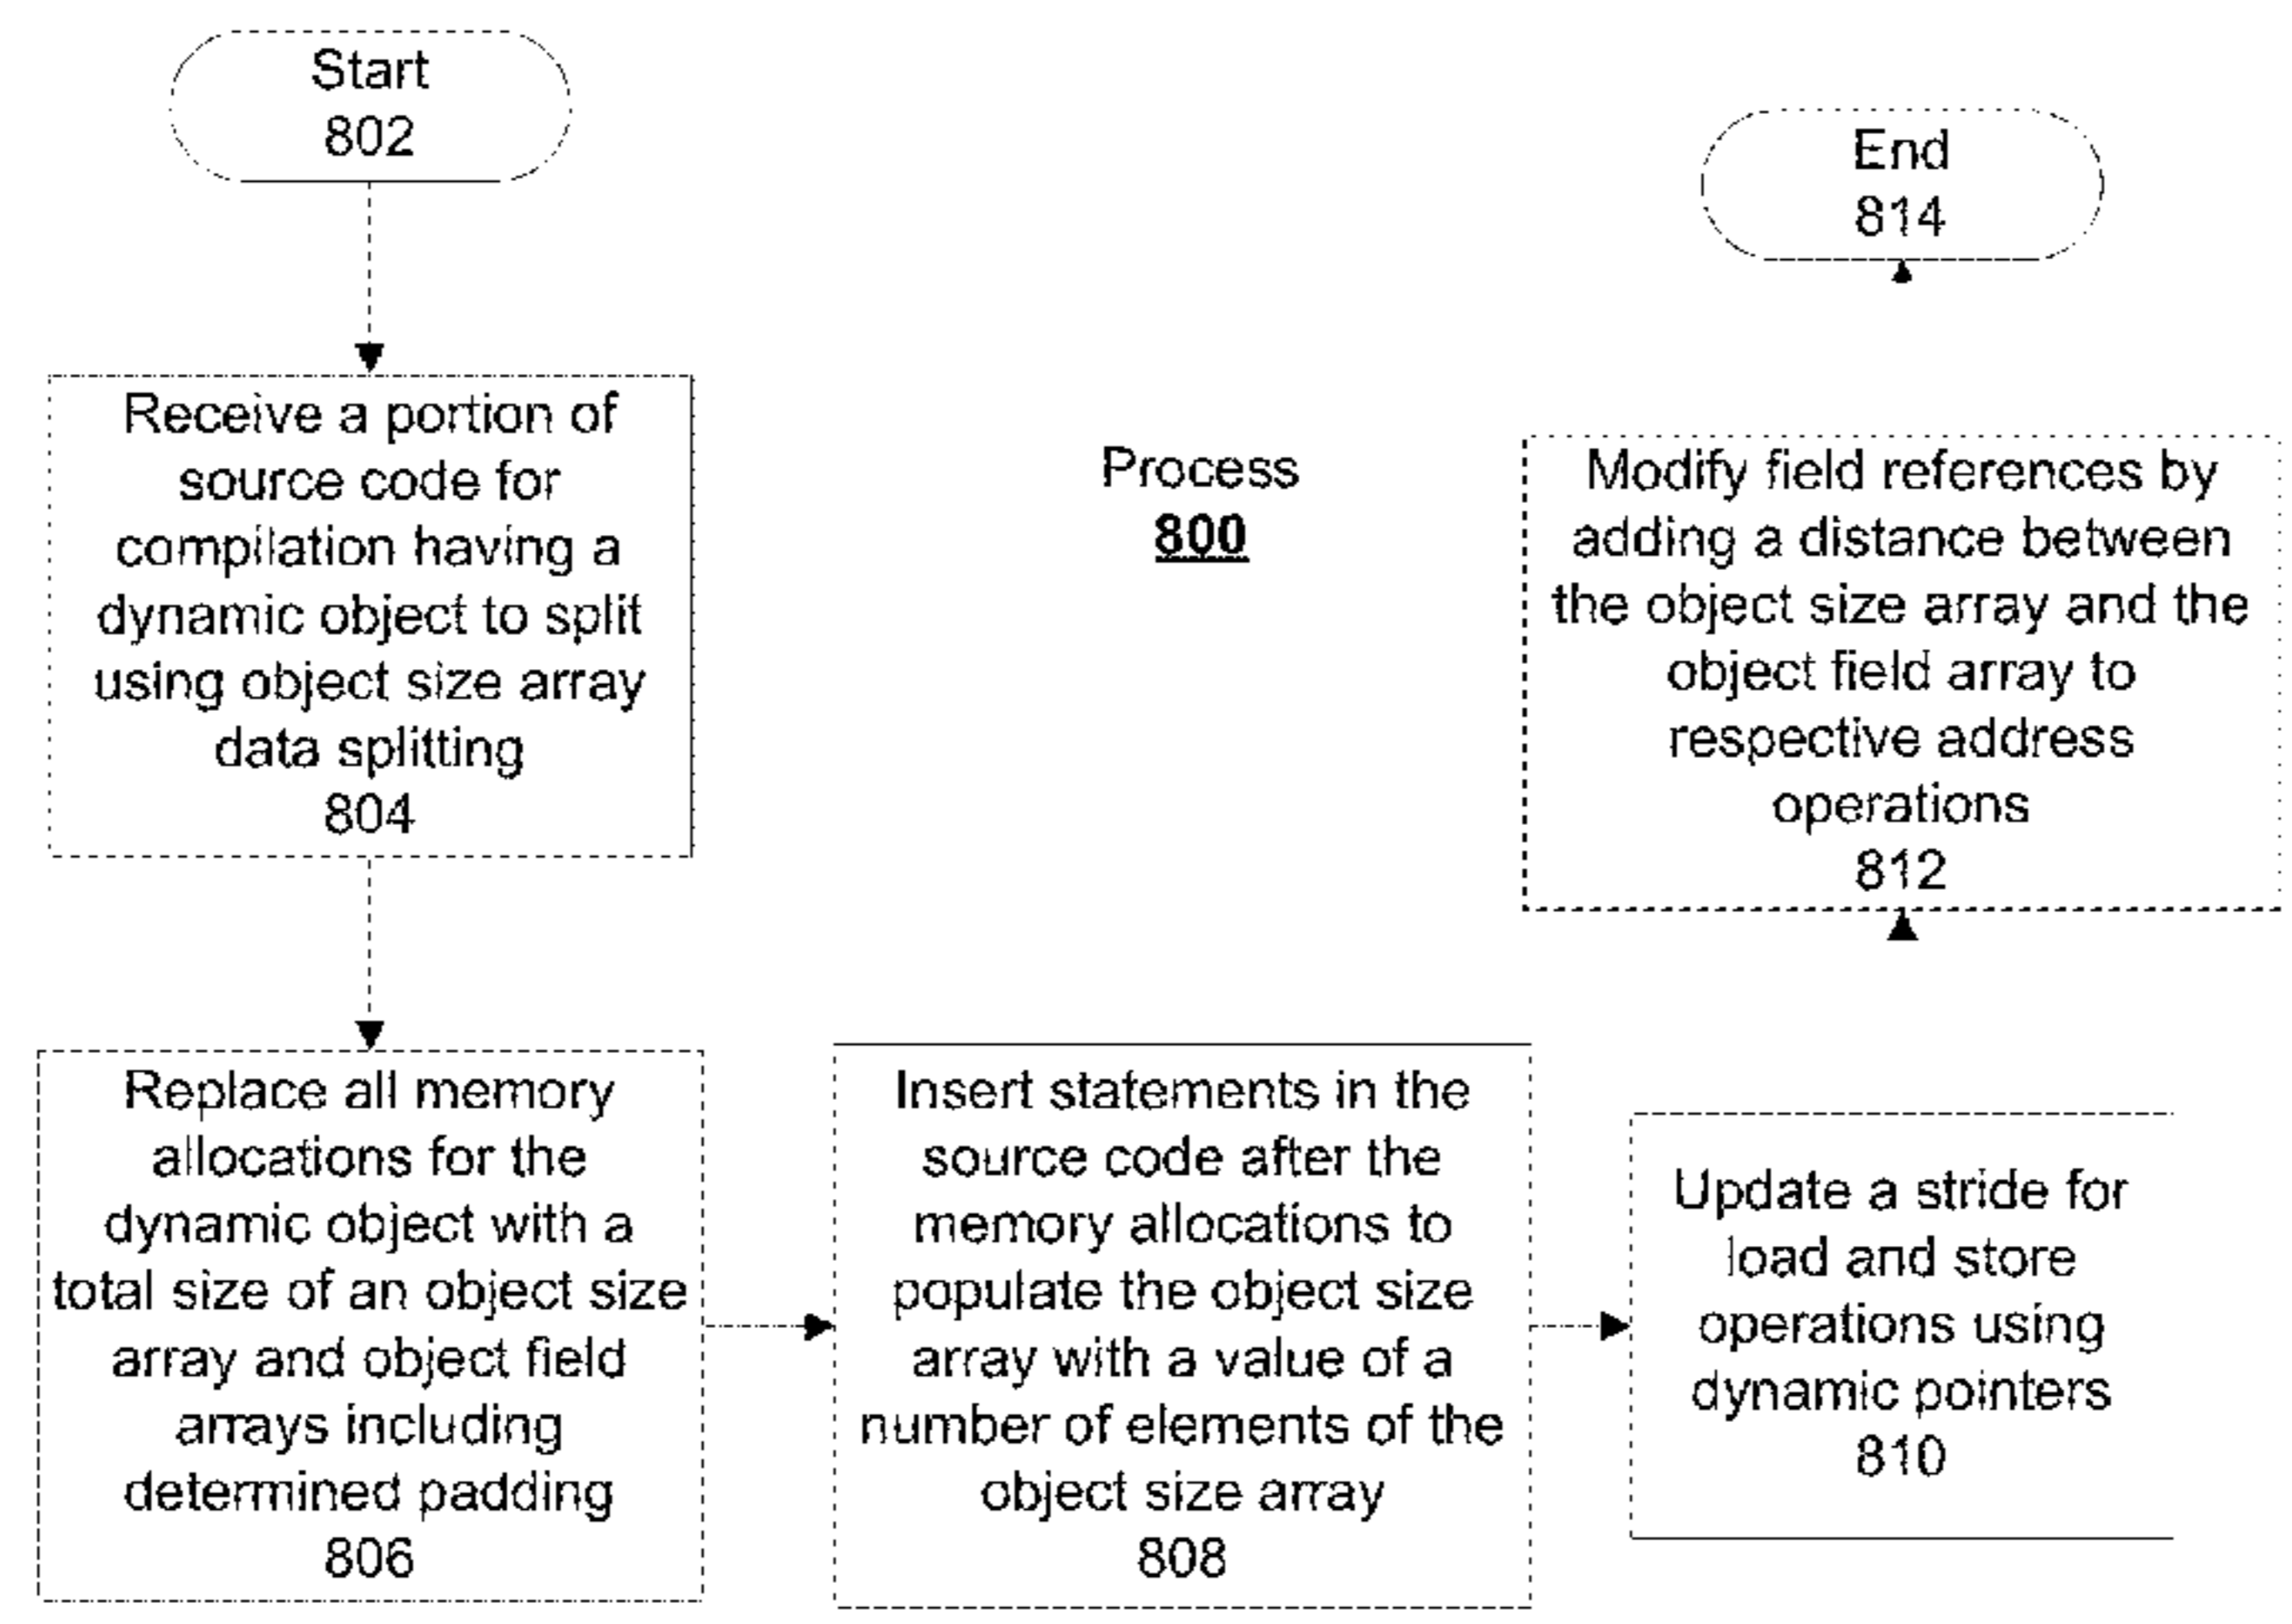 Start
802
Receive a portion of
source code for
compilation having a
dynamic object to split
using object size array
data splitting
804
Replace all memory
allocations for the
dynamic object with a
total size of an object size
array and object field
arrays including
determined padding
806
Insert statements in the
source code after the
memory allocations to
populate the object size
array with a value of a
number of elements of the
object size array
808
Update a stride for
load and store
operations using
dynamic pointers
810
Modify field references by
adding a distance between
the object size array and the
object field array to
respective address
operations
812
End
814
Process
800